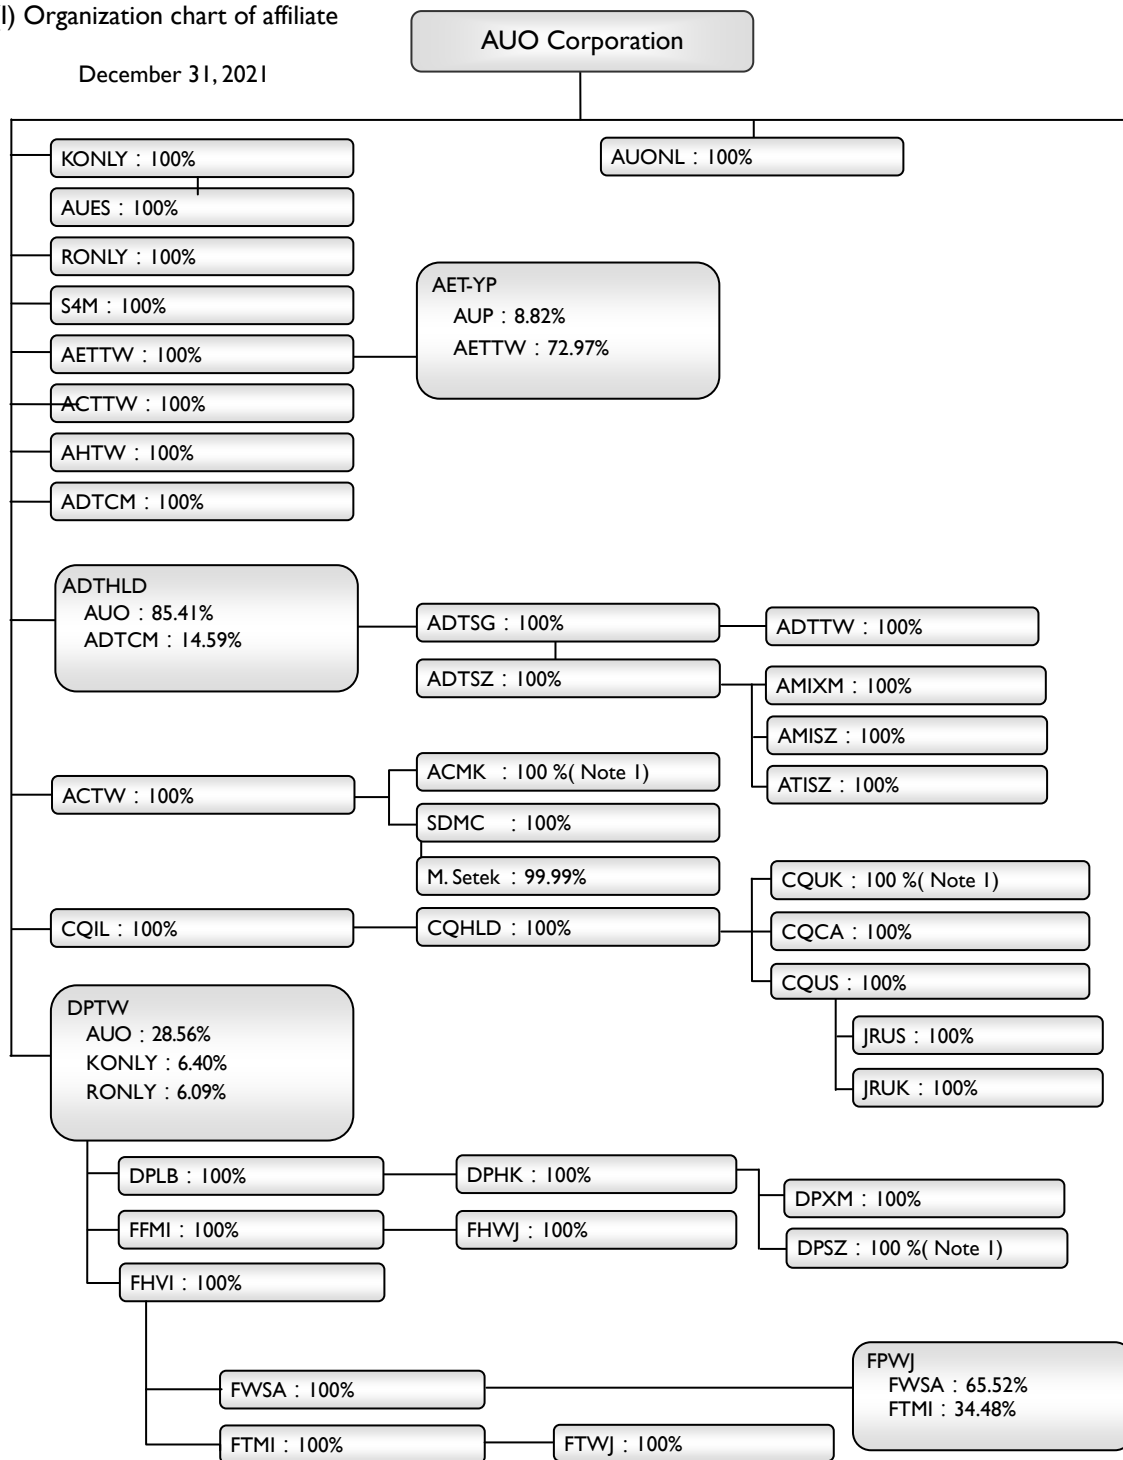 I) Organization chart of affiliate
AUO Corporation
December 31, 2021
KONLY : 100%
AUONL : 100%
AUES : 100%
RONLY : 100%
S4M : 100%
AET-YP
AUP : 8.82%
AETTW : 72.97%
AETTW : 100%
ACTTW : 100%
AHTW : 100%
ADTCM : 100%
ADTHLD
AUO : 85.41%
ADTCM : 14.59%
ADTSG : 100%
ADTTW : 100%
ADTSZ : 100%
AMIXM : 100%
AMISZ : 100%
ATISZ : 100%
ACTW : 100%
ACMK : 100 %( Note 1)
SDMC : 100%
M. Setek : 99.99%
CQIL : 100%
CQHLD : 100%
CQUK : 100 %( Note 1)
CQCA : 100%
CQUS : 100%
JRUS : 100%
JRUK : 100%
DPTW
AUO : 28.56%
KONLY : 6.40%
RONLY : 6.09%
DPLB : 100%
DPHK : 100%
DPXM : 100%
DPSZ : 100 %( Note 1)
FFMI : 100%
FHWJ : 100%
FHVI : 100%
FWSA : 100%
FPWJ
FWSA : 65.52%
FTMI : 34.48%
FTMI : 100%
FTWJ : 100%